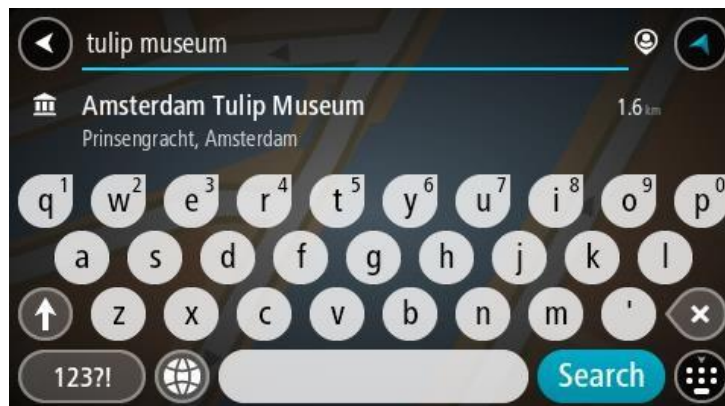 tulip museum
Amsterdam Tulip Museum 1.6 km
Prinsengracht, Amsterdam
q1 w2 e3 r4 t5 y6 u7 i8 o9 p0
a s d f g h j k l
z x c v b n m '
123?! Search